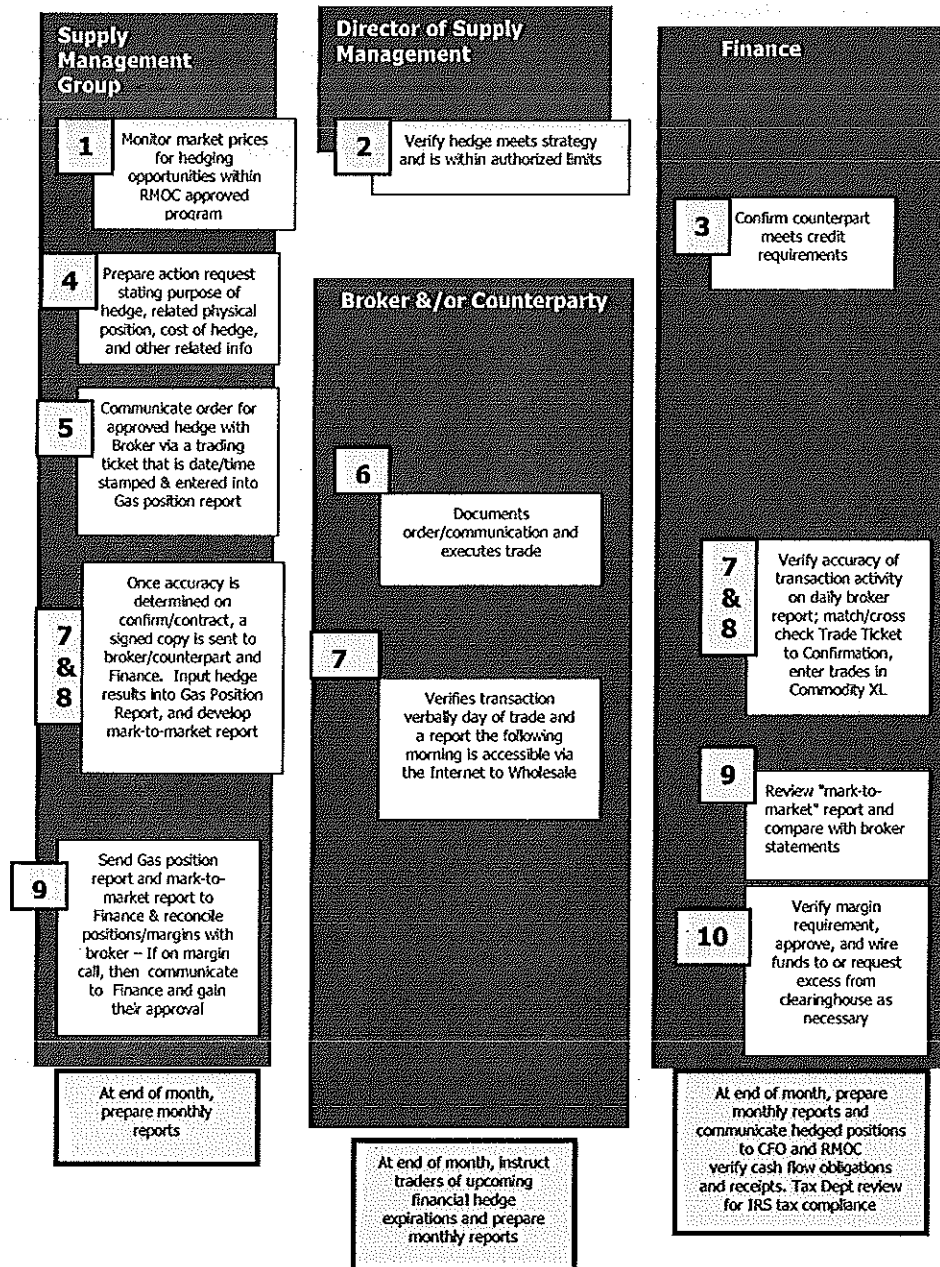 Supply
Management
Group
1
Monitor market prices
for hedging
opportunities within
RMOC approved
program
4
Prepare action request
stating purpose of
hedge, related physical
position, cost of hedge,
and other related info
5
Communicate order for
approved hedge with
Broker via a trading
ticket that is date/time
stamped & entered into
Gas position report
7
&
8
Once accuracy is
determined on
confirm/contract, a
signed copy is sent to
broker/counterpart and
Finance. Input hedge
results into Gas Position
Report, and develop
mark-to-market report
9
Send Gas position
report and mark-to-
market report to
Finance & reconcile
positions/margins with
broker – If on margin
call, then communicate
to Finance and gain
their approval
At end of month,
prepare monthly
reports
Director of Supply
Management
2
Verify hedge meets strategy
and is within authorized limits
Broker &/or Counterparty
6
Documents
order/communication and
executes trade
7
Verifies transaction
verbally day of trade and
a report the following
morning is accessible via
the Internet to Wholesale
At end of month, instruct
traders of upcoming
financial hedge
expirations and prepare
monthly reports
Finance
3
Confirm counterpart
meets credit
requirements
7
&
8
Verify accuracy of
transaction activity
on daily broker
report; match/cross
check Trade Ticket
to Confirmation,
enter trades in
Commodity XL
9
Review "mark-to-
market" report and
compare with broker
statements
10
Verify margin
requirement,
approve, and wire
funds to or request
excess from
clearinghouse as
necessary
At end of month, prepare
monthly reports and
communicate hedged positions
to CFO and RMOC
verify cash flow obligations
and receipts. Tax Dept review
for IRS tax compliance